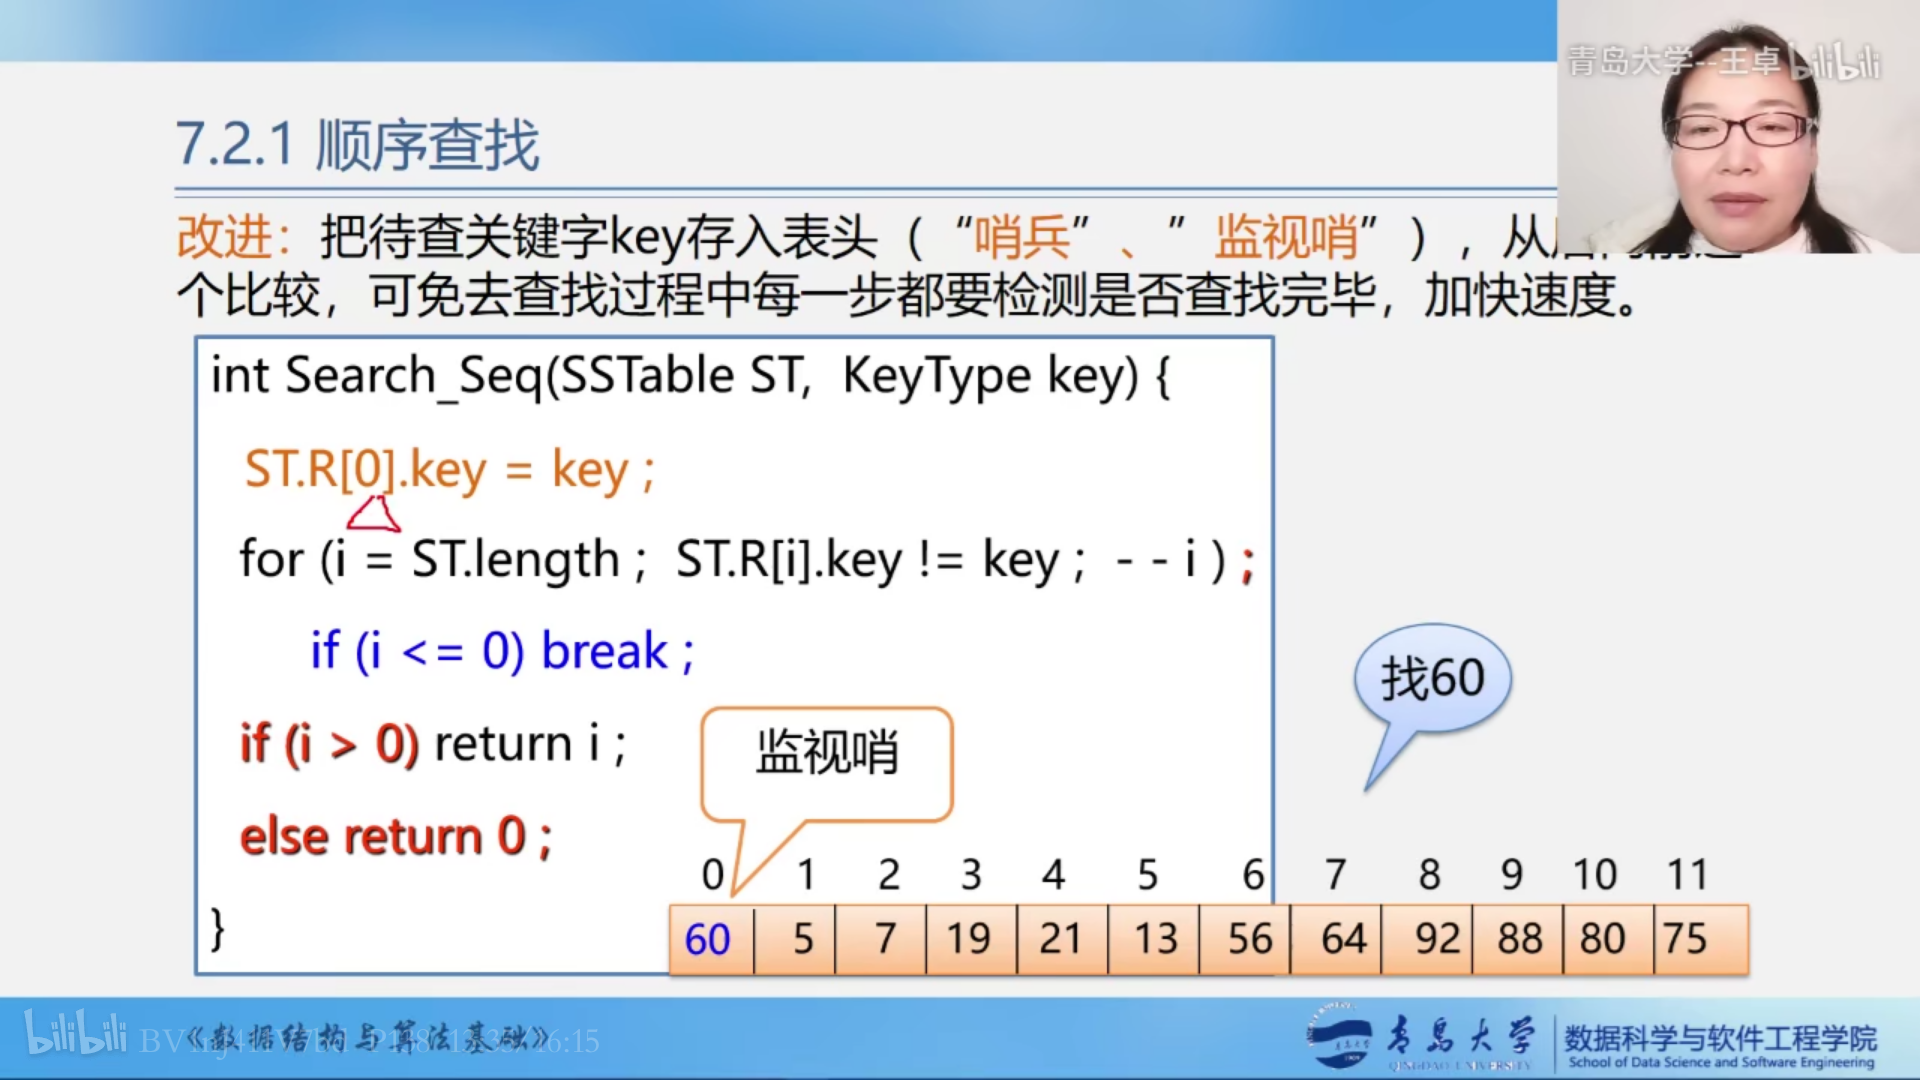 青岛大学--王卓 bilibili
7.2.1 顺序查找
改进：把待查关键字key存入表头（“哨兵”、”监视哨”），从
个比较，可免去查找过程中每一步都要检测是否查找完毕，加快速度。
int Search_Seq(SSTable ST, KeyType key) {
ST.R[0].key = key ;
for (i = ST.length ; ST.R[i].key != key ; - - i ) ;
if (i <= 0) break ;
找60
if (i > 0) return i ;
监视哨
else return 0 ;
0 1 2 3 4 5 6 7 8 9 10 11
}
60 5 7 19 21 13 56 64 92 88 80 75
bilibili
《数据结构与算法基础》
青岛大学
QINGDAO UNIVERSITY
数据科学与软件工程学院
School of Data Science and Software Engineering